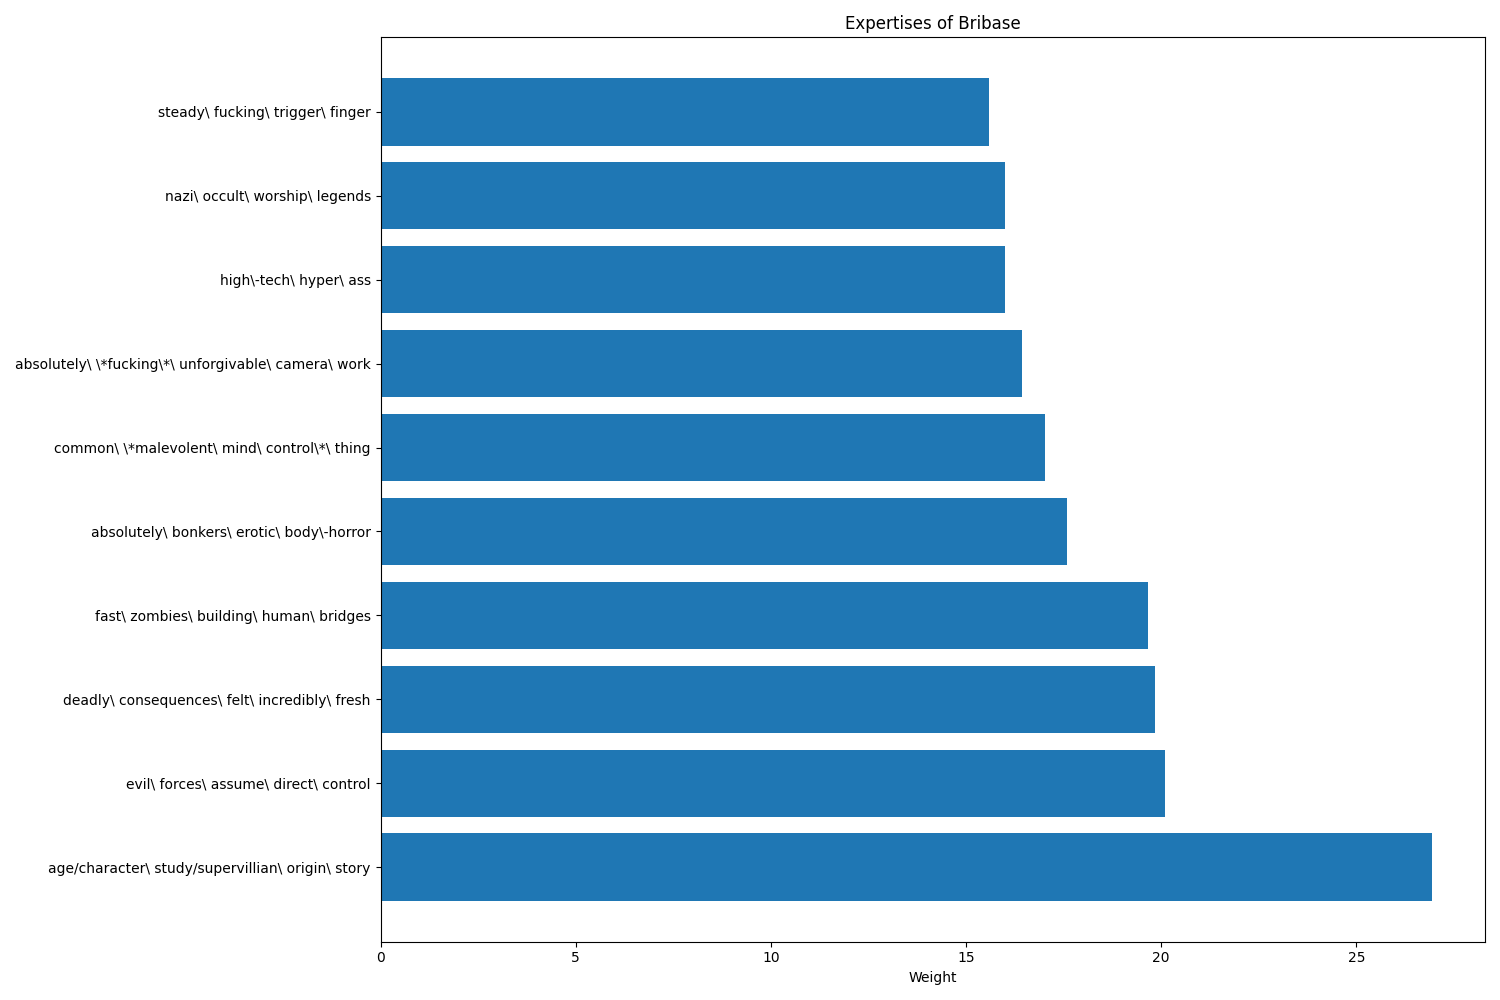 Expertises of Bribase
steady\ fucking\ trigger\ finger
nazi\ occult\ worship\ legends
high\-tech\ hyper\ ass
absolutely\ \*fucking\*\ unforgivable\ camera\ work
common\ \*malevolent\ mind\ control\*\ thing
absolutely\ bonkers\ erotic\ body\-horror
fast\ zombies\ building\ human\ bridges
deadly\ consequences\ felt\ incredibly\ fresh
evil\ forces\ assume\ direct\ control
age/character\ study/supervillian\ origin\ story
0 5 10 15 20 25
Weight